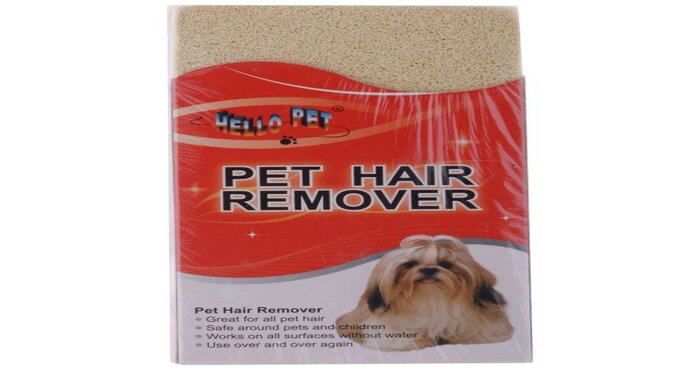 HELLO PET®
PET HAIR
REMOVER
Pet Hair Remover
Great for all pet hair
Safe around pets and children
Works on all surfaces without water
Use over and over again